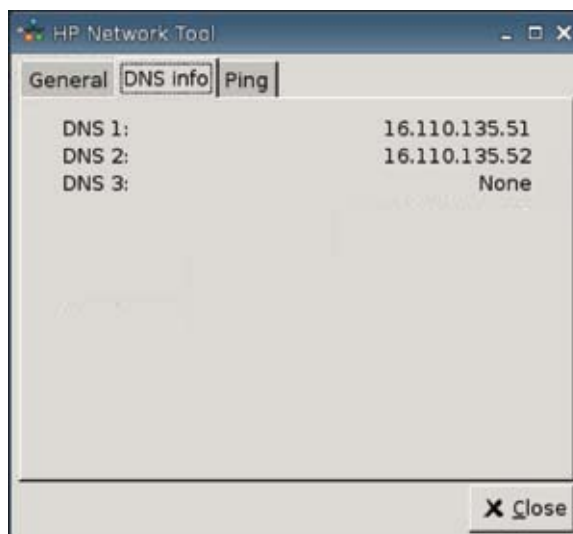 HP Network Tool
General DNS info Ping
DNS 1: 16.110.135.51
DNS 2: 16.110.135.52
DNS 3: None
Close